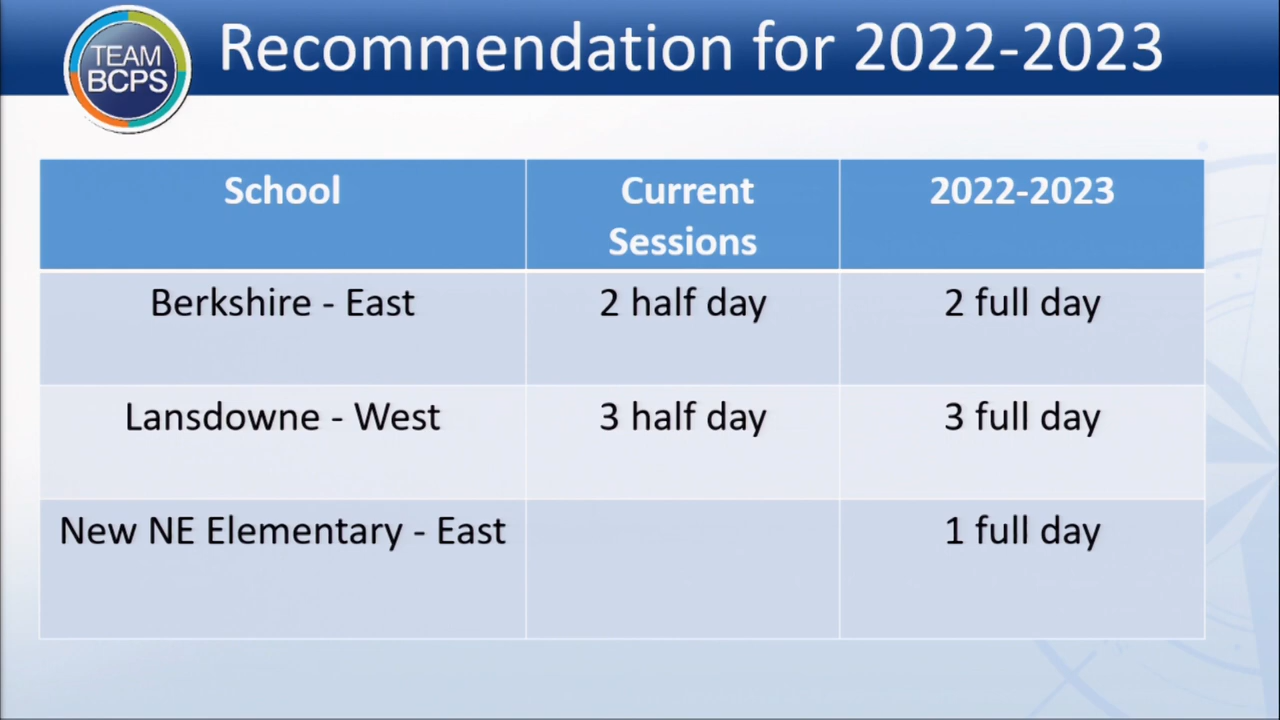 TEAM
BCPS
Recommendation for 2022-2023
School
Current
Sessions
2022-2023
Berkshire - East
2 half day
2 full day
Lansdowne - West
3 half day
3 full day
New NE Elementary - East
1 full day